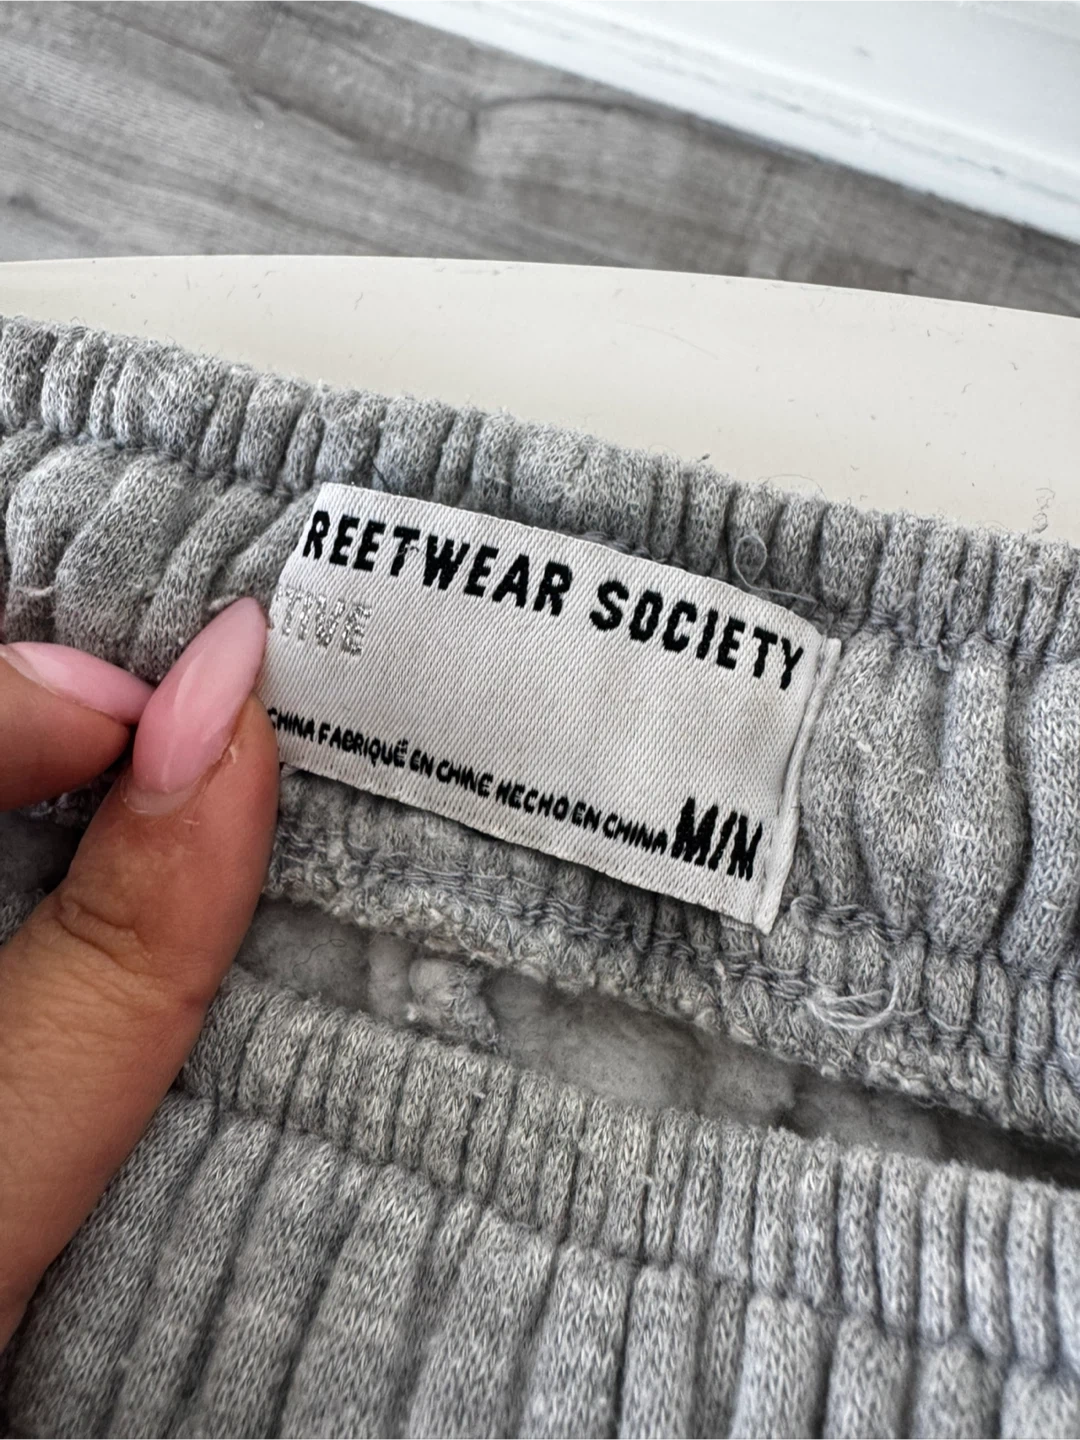 REETWEAR SOCIETY
TIVE
CHINA FABRIQUÉ EN CHINE HECHO EN CHINA M/M